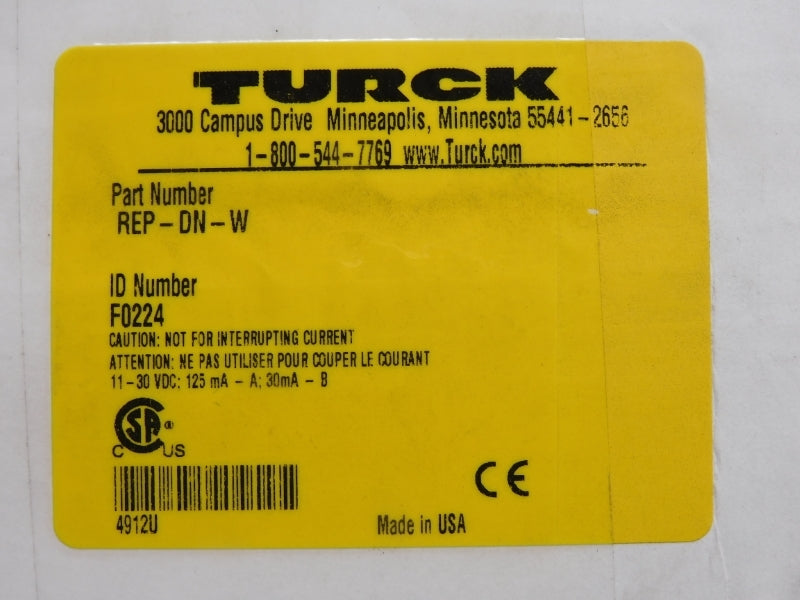 TURCK
3000 Campus Drive Minneapolis, Minnesota 55441-2656
1-800-544-7769 www.Turck.com
Part Number
REP-DN-W
ID Number
F0224
CAUTION: NOT FOR INTERRUPTING CURRENT
ATTENTION: NE PAS UTILISER POUR COUPER LE COURANT
11-30 VDC; 125 mA - A; 30mA - B
SA ®
C US
CE
4912U
Made in USA